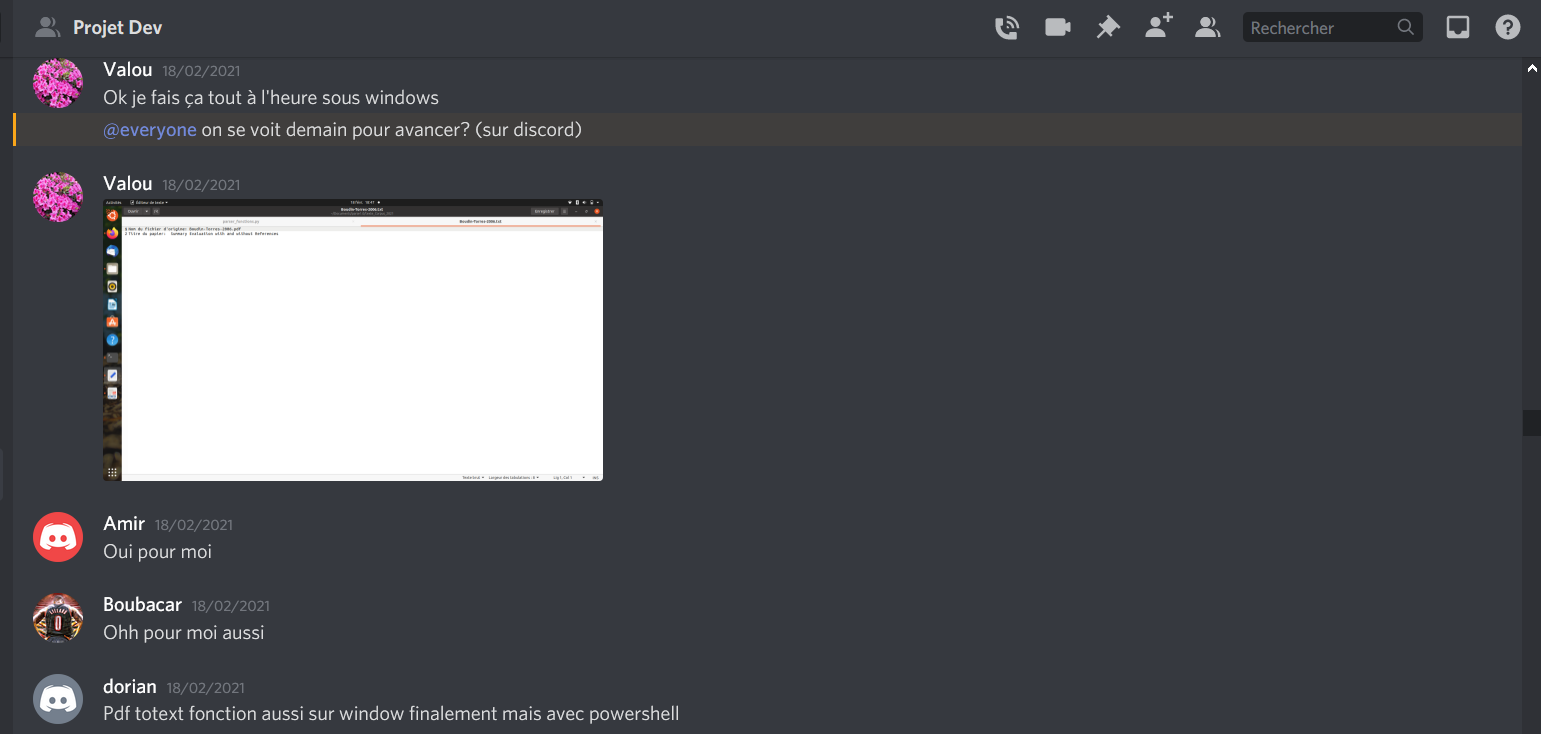 Projet Dev
Rechercher
Valou 18/02/2021
Ok je fais ça tout à l'heure sous windows
@everyone on se voit demain pour avancer? (sur discord)
Valou 18/02/2021
Activités Éditeur de texte
Ouvrir
Boudin-Torres-2006.txt
Enregistrer
parser_fonctions.py
Boudin-Torres-2006.txt
1 Nom du fichier d'origine: Boudin-Torres-2006.pdf
2 Titre du papier: Summary Evaluation with and without References
Texte brut Largeur des tabulations : 8 Lig 1, Col 1 INS
Amir 18/02/2021
Oui pour moi
Boubacar 18/02/2021
Ohh pour moi aussi
dorian 18/02/2021
Pdf totext fonction aussi sur window finalement mais avec powershell